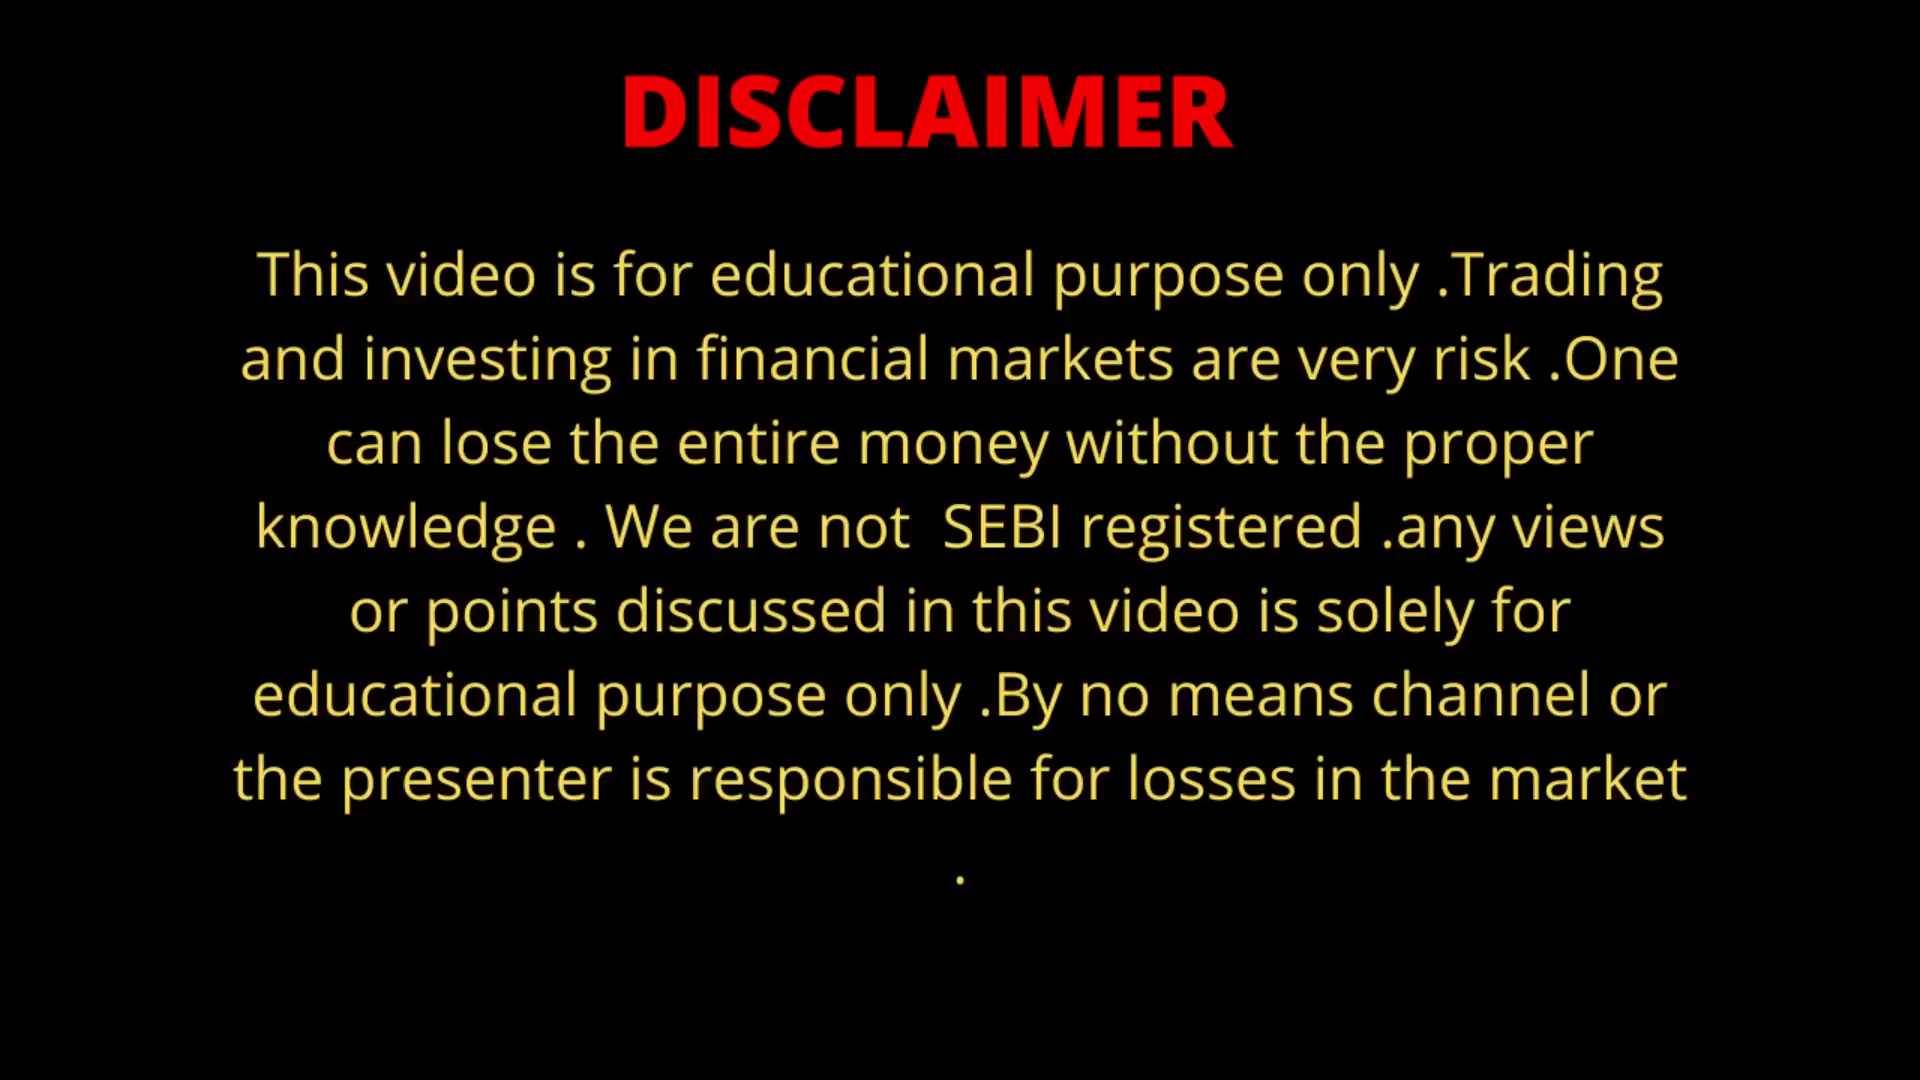 DISCLAIMER
This video is for educational purpose only .Trading
and investing in financial markets are very risk .One
can lose the entire money without the proper
knowledge . We are not  SEBI registered .any views
or points discussed in this video is solely for
educational purpose only .By no means channel or
the presenter is responsible for losses in the market
.